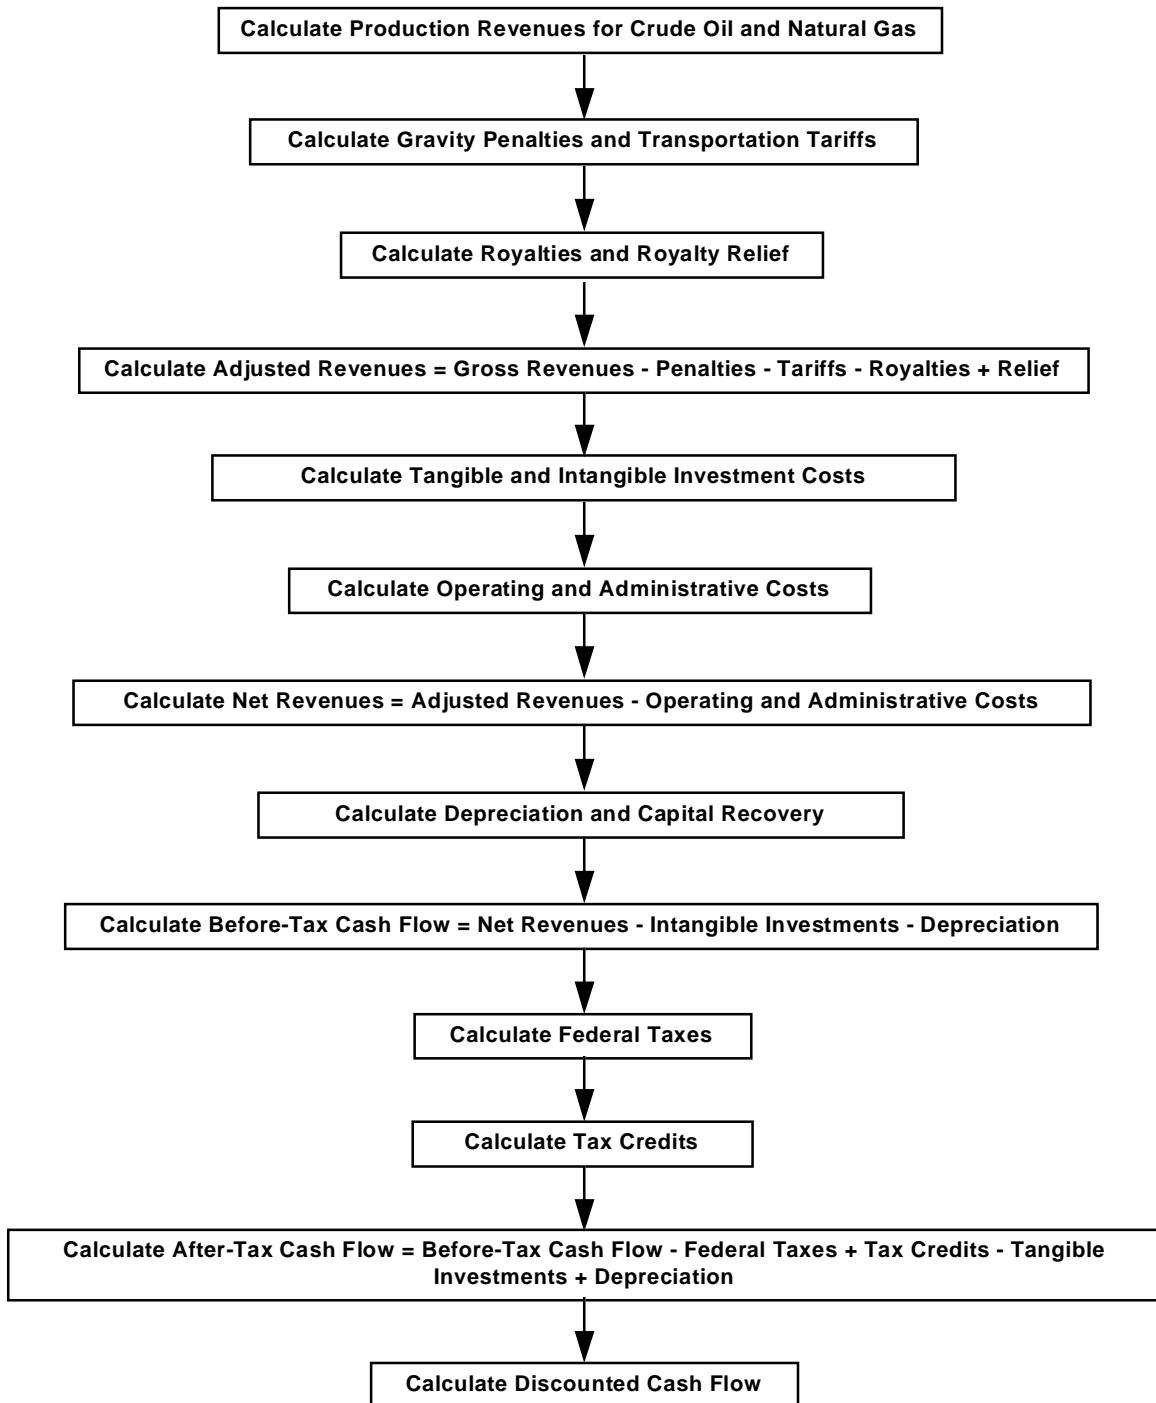 Calculate Production Revenues for Crude Oil and Natural Gas
Calculate Gravity Penalties and Transportation Tariffs
Calculate Royalties and Royalty Relief
Calculate Adjusted Revenues = Gross Revenues - Penalties - Tariffs - Royalties + Relief
Calculate Tangible and Intangible Investment Costs
Calculate Operating and Administrative Costs
Calculate Net Revenues = Adjusted Revenues - Operating and Administrative Costs
Calculate Depreciation and Capital Recovery
Calculate Before-Tax Cash Flow = Net Revenues - Intangible Investments - Depreciation
Calculate Federal Taxes
Calculate Tax Credits
Calculate After-Tax Cash Flow = Before-Tax Cash Flow - Federal Taxes + Tax Credits - Tangible
Investments + Depreciation
Calculate Discounted Cash Flow